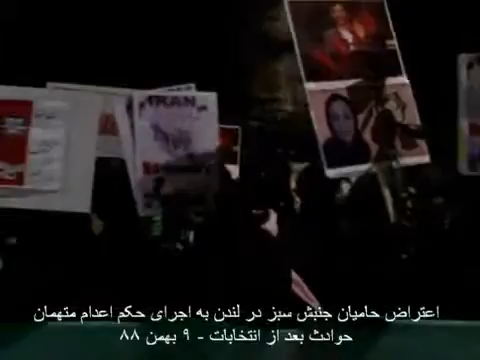 IRAN
اعتراض حامیان جنبش سبز در لندن به اجرای حکم اعدام متهمان
حوادث بعد از انتخابات - ۹ بهمن ۸۸